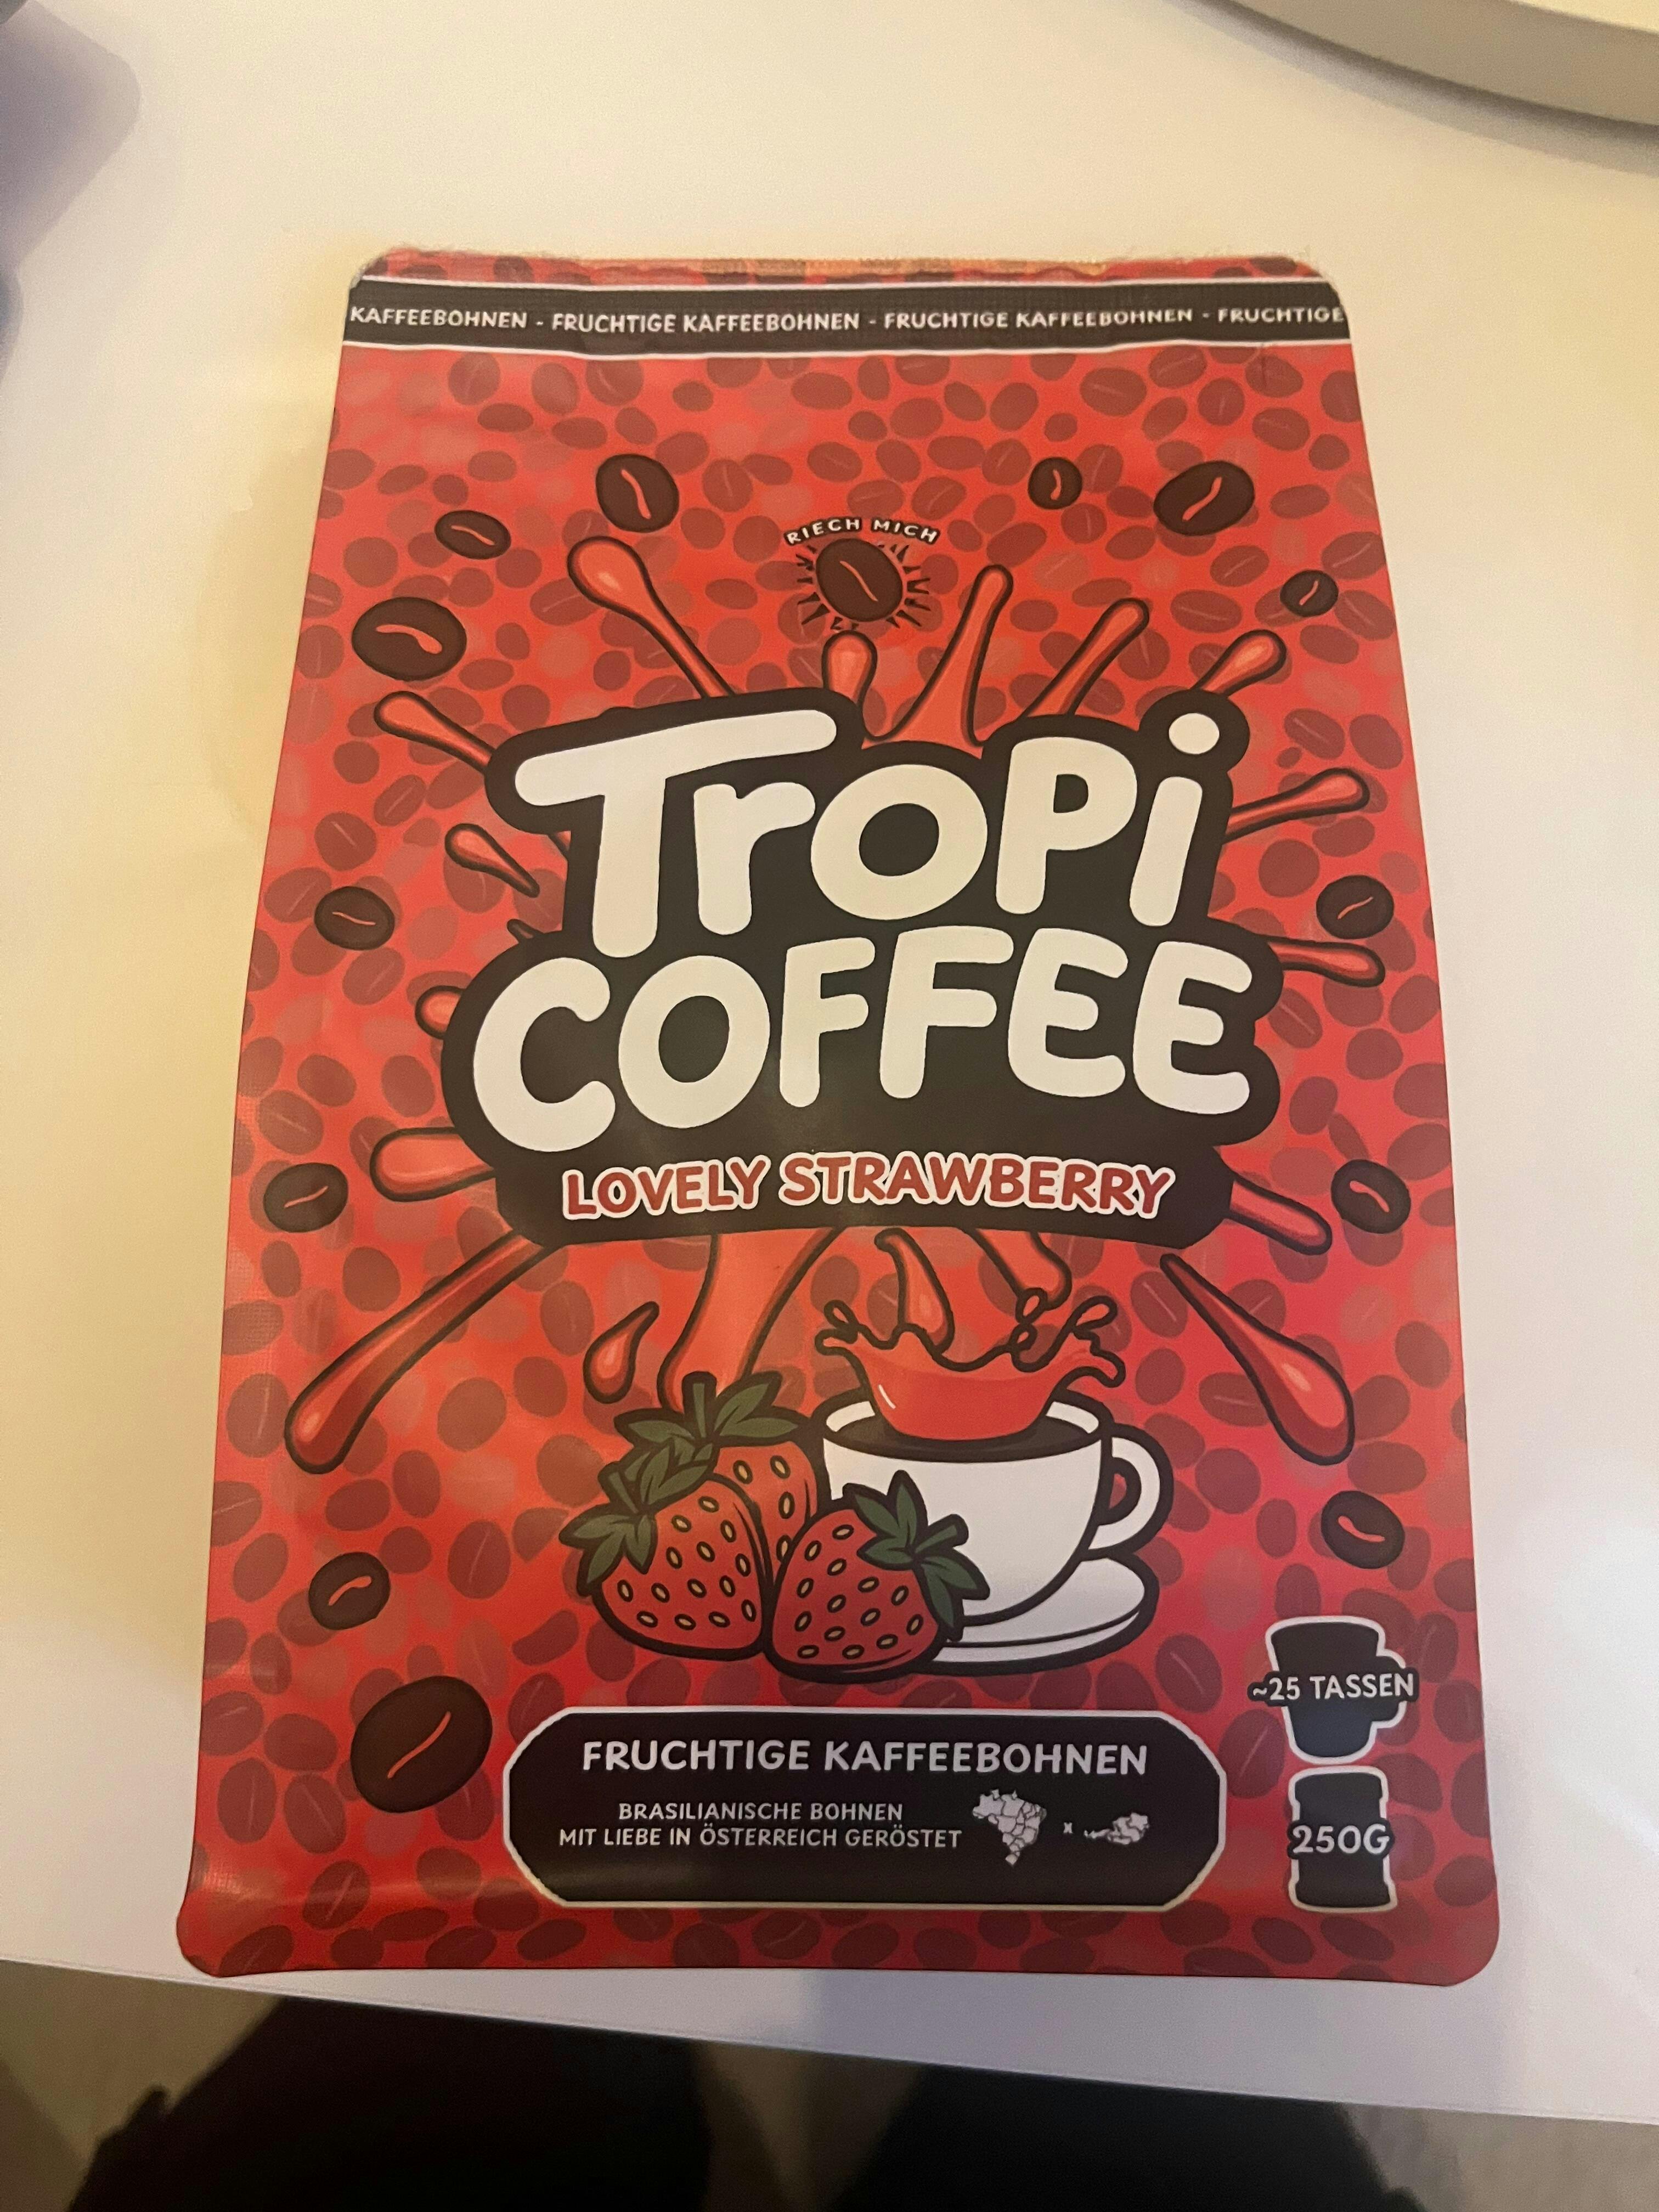 KAFFEEBOHNEN - FRUCHTIGE KAFFEEBOHNEN - FRUCHTIGE KAFFEEBOHNEN - FRUCHTIGE
RIECH MICH
TroPi
COFFEE
LOVELY STRAWBERRY
~25 TASSEN
FRUCHTIGE KAFFEEBOHNEN
BRASILIANISCHE BOHNEN
MIT LIEBE IN ÖSTERREICH GERÖSTET
x
250G